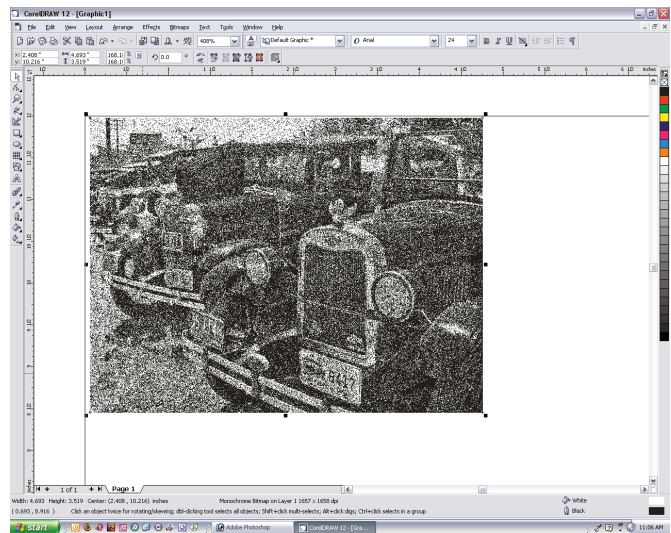 CorelDRAW 12 - [Graphic1]
File Edit View Layout Arrange Effects Bitmaps Text Tools Window Help
408% Default Graphic * O Arial 24 B I U
x: 2.408 " 4.693 " 168.1 % 0.0 °
y: 10.216 " 3.519 " 168.1 %
inches
1 of 1 Page 1
Width: 4.693 Height: 3.519 Center: (2.408 , 10.216) inches Monochrome Bitmap on Layer 1 1657 x 1658 dpi White
( 0.693 , 8.916 ) Click an object twice for rotating/skewing; dbl-clicking tool selects all objects; Shift+click multi-selects; Alt+click digs; Ctrl+click selects in a group Black
start Adobe Photoshop CorelDRAW 12 - [Gra... 11:06 AM